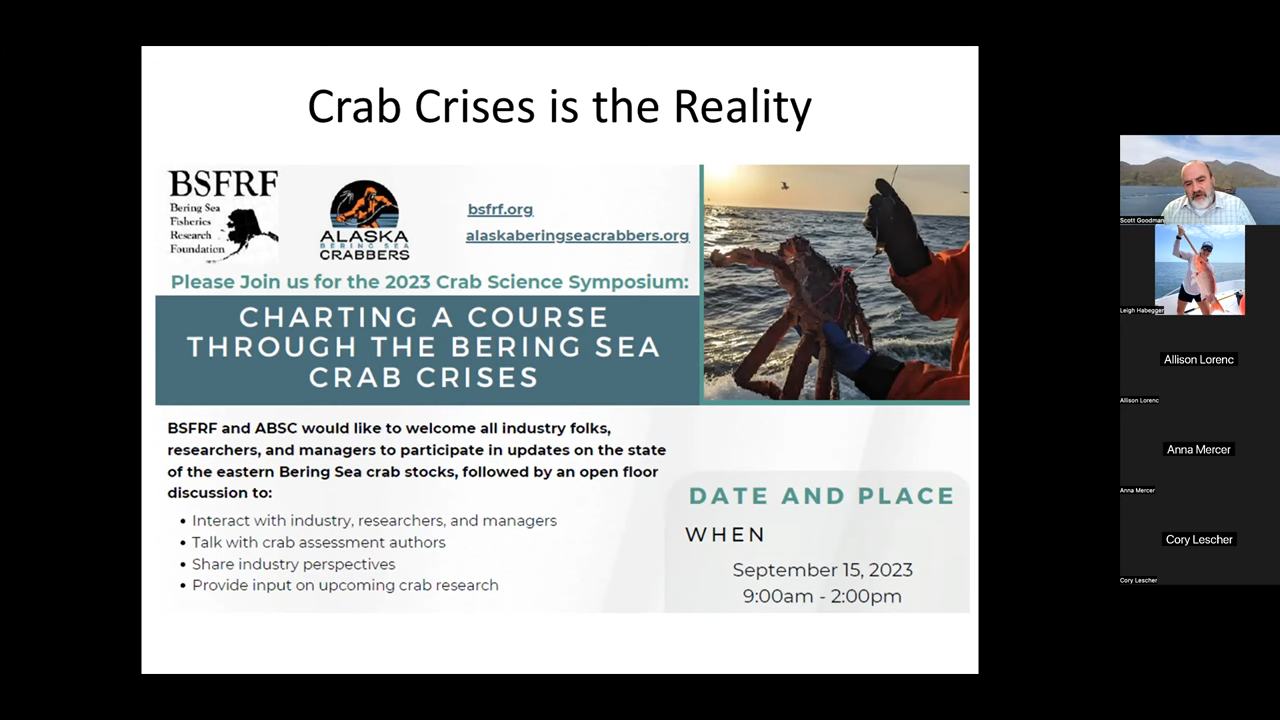 Crab Crises is the Reality
BSFRF
Bering Sea
Fisheries
Research
Foundation
ALASKA
BERING SEA
CRABBERS
bsfrf.org
alaskaberingseacrabbers.org
Please Join us for the 2023 Crab Science Symposium:
CHARTING A COURSE
THROUGH THE BERING SEA
CRAB CRISES
BSFRF and ABSC would like to welcome all industry folks,
researchers, and managers to participate in updates on the state
of the eastern Bering Sea crab stocks, followed by an open floor
discussion to:
• Interact with industry, researchers, and managers
• Talk with crab assessment authors
• Share industry perspectives
• Provide input on upcoming crab research
DATE AND PLACE
WHEN
September 15, 2023
9:00am - 2:00pm
Scott Goodman
Leigh Habegger
Allison Lorenc
Allison Lorenc
Anna Mercer
Anna Mercer
Cory Lescher
Cory Lescher